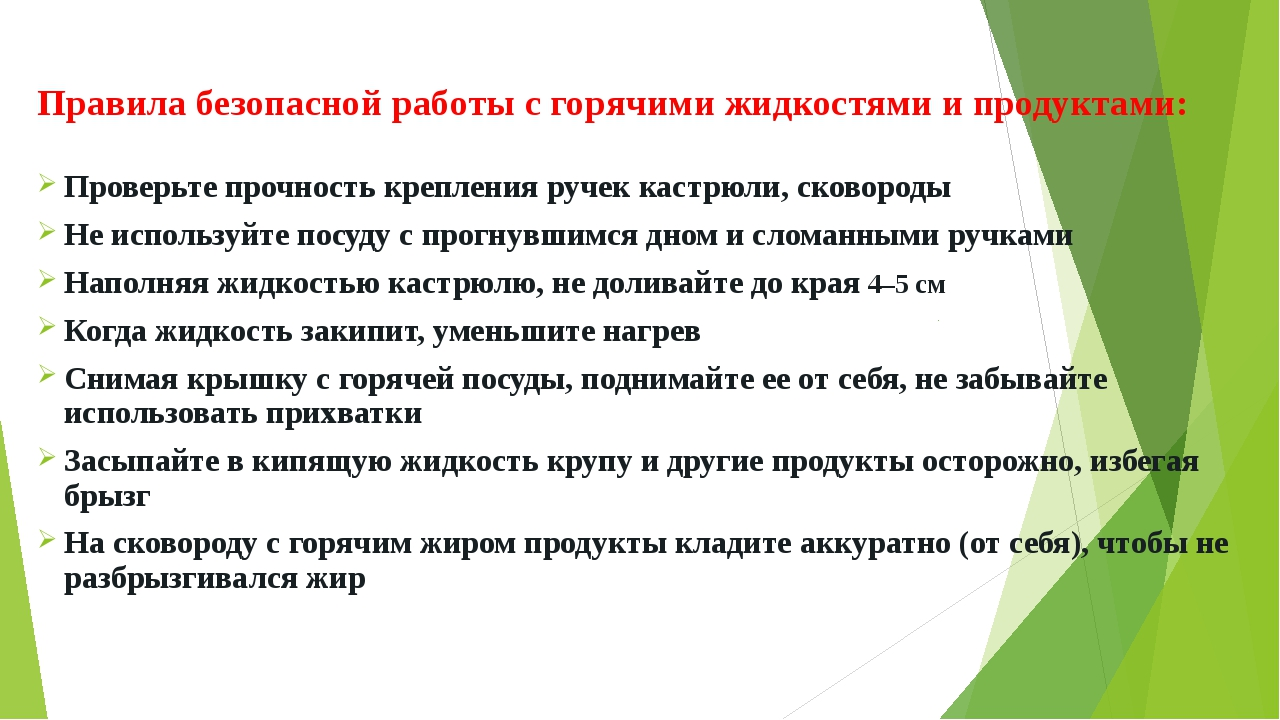 Правила безопасной работы с горячими жидкостями и продуктами:
Проверьте прочность крепления ручек кастрюли, сковороды
Не используйте посуду с прогнувшимся дном и сломанными ручками
Наполняя жидкостью кастрюлю, не доливайте до края 4–5 см
Когда жидкость закипит, уменьшите нагрев
Снимая крышку с горячей посуды, поднимайте ее от себя, не забывайте
использовать прихватки
Засыпайте в кипящую жидкость крупу и другие продукты осторожно, избегая
брызг
На сковороду с горячим жиром продукты кладите аккуратно (от себя), чтобы не
разбрызгивался жир